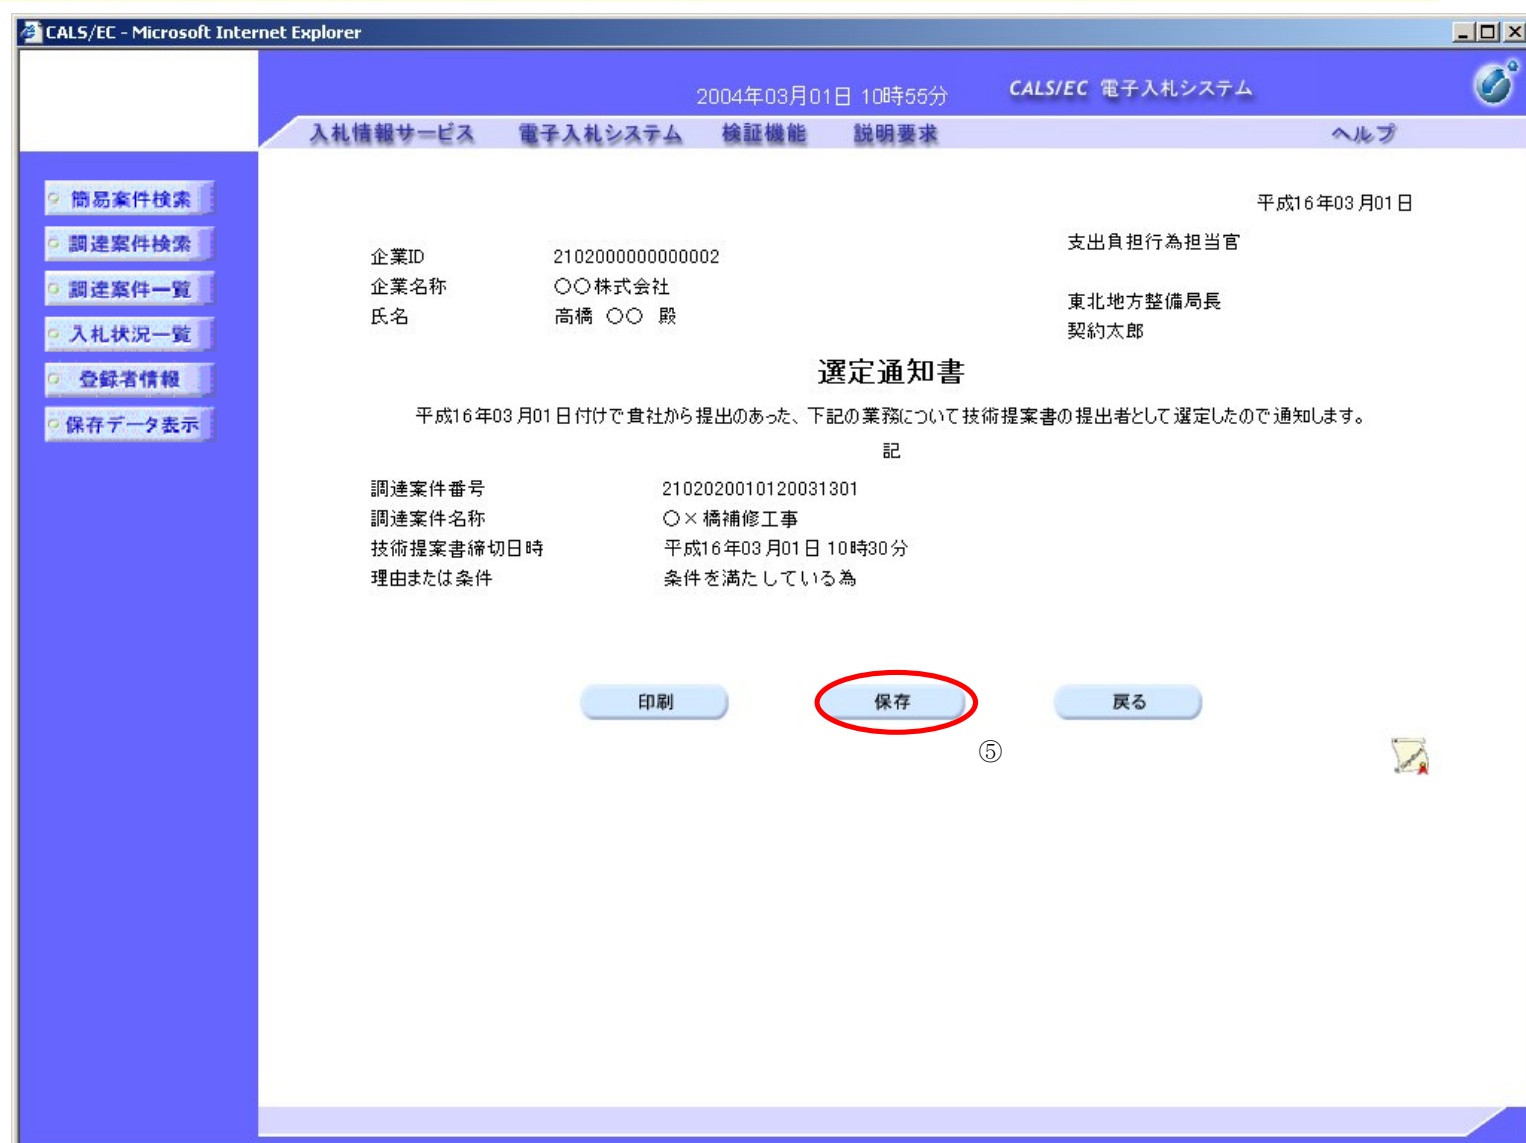 CALS/EC - Microsoft Internet Explorer
2004年03月01日 10時55分
CALS/EC 電子入札システム
入札情報サービス 電子入札システム 検証機能 説明要求 ヘルプ
簡易案件検索
調達案件検索
調達案件一覧
入札状況一覧
登録者情報
保存データ表示
平成16年03月01日
支出負担行為担当官
企業ID 2102000000000002
企業名称 〇〇株式会社
東北地方整備局長
氏名 高橋 〇〇 殿
契約太郎
選定通知書
平成16年03月01日付けで貴社から提出のあった、下記の業務について技術提案書の提出者として選定したので通知します。
記
調達案件番号 2102020010120031301
調達案件名称 〇×橋補修工事
技術提案書締切日時 平成16年03月01日 10時30分
理由または条件 条件を満たしている為
印刷 保存 戻る
⑤